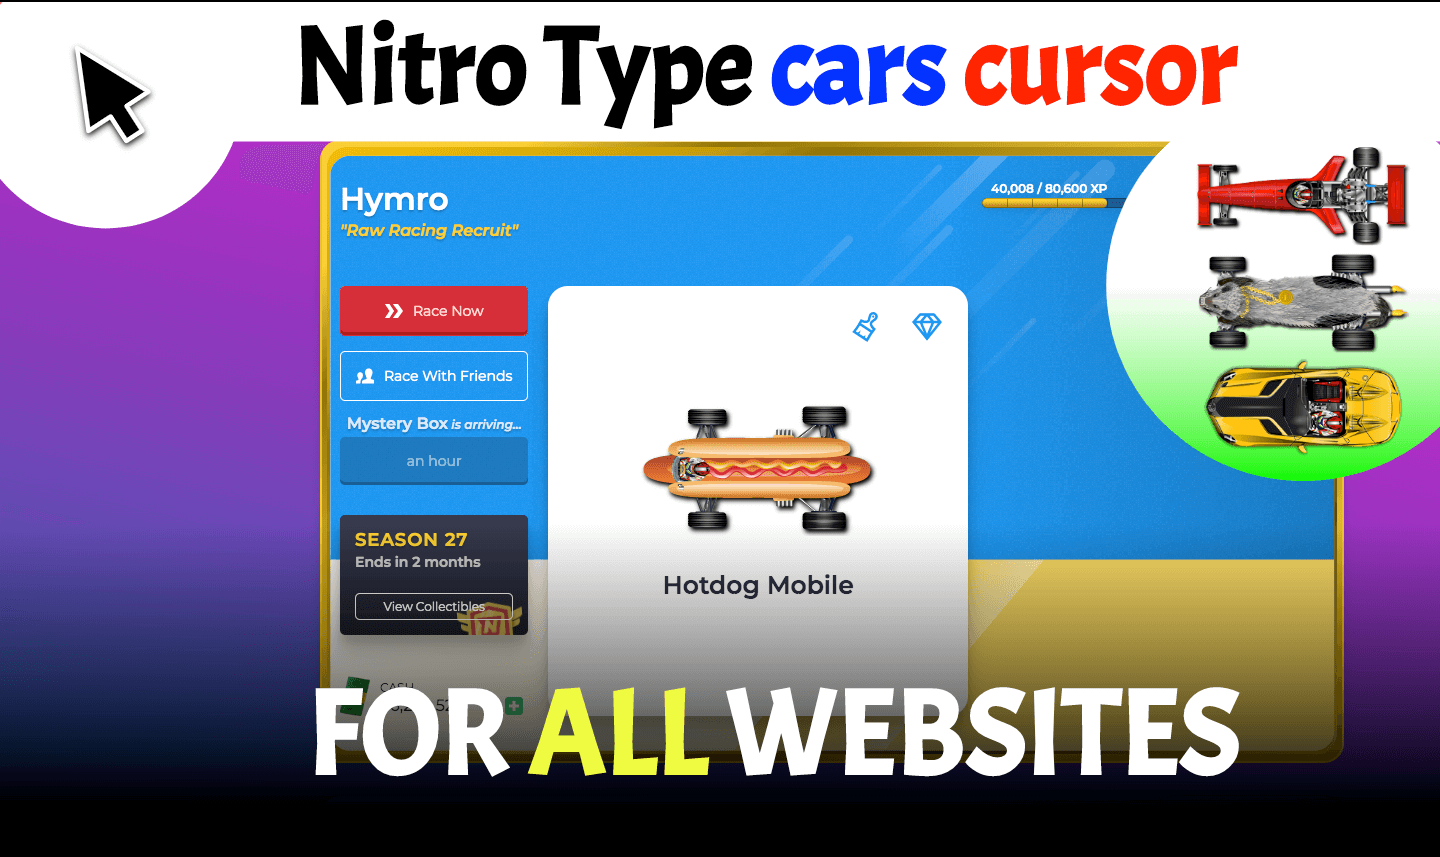 Nitro Type cars cursor
Hymro
"Raw Racing Recruit"
40,008 / 80,600 XP
Race Now
Race With Friends
Mystery Box is arriving...
an hour
SEASON 27
Ends in 2 months
View Collectibles
N
Hotdog Mobile
CASH
FOR ALL WEBSITES